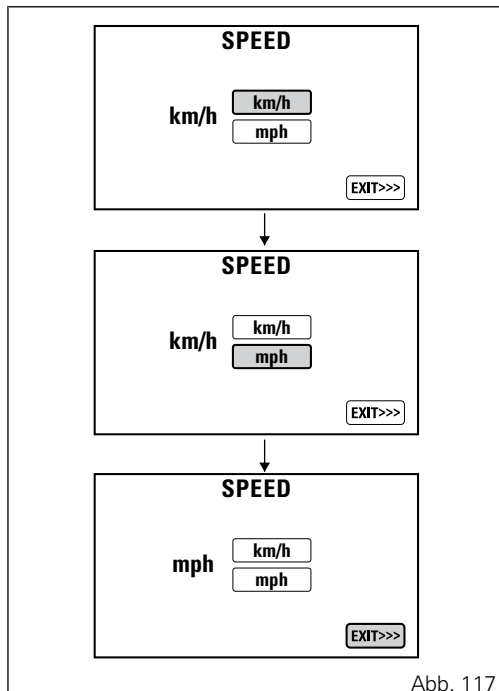 SPEED
km/h
km/h
mph
EXIT>>>
SPEED
km/h
km/h
mph
EXIT>>>
SPEED
mph
km/h
mph
EXIT>>>
Abb. 117